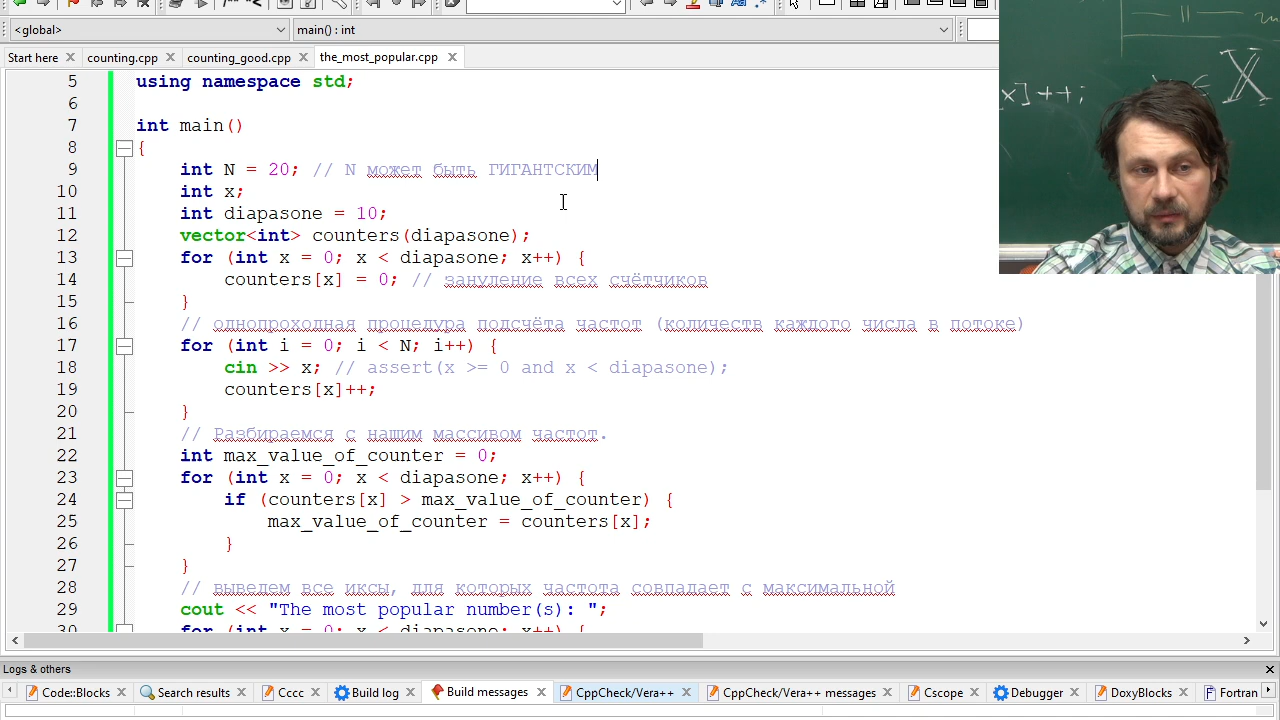 <global>
main() : int
Start here
counting.cpp
counting_good.cpp
the_most_popular.cpp
5 using namespace std;
6
7 int main()
8 {
9 int N = 20; // N может быть ГИГАНТСКИМ
10 int x;
11 int diapasone = 10;
12 vector<int> counters(diapasone);
13 for (int x = 0; x < diapasone; x++) {
14 counters[x] = 0; // зануление всех счётчиков
15 }
16 // однопроходная процедура подсчёта частот (количеств каждого числа в потоке)
17 for (int i = 0; i < N; i++) {
18 cin >> x; // assert(x >= 0 and x < diapasone);
19 counters[x]++;
20 }
21 // Разбираемся с нашим массивом частот.
22 int max_value_of_counter = 0;
23 for (int x = 0; x < diapasone; x++) {
24 if (counters[x] > max_value_of_counter) {
25 max_value_of_counter = counters[x];
26 }
27 }
28 // выведем все иксы, для которых частота совпадает с максимальной
29 cout << "The most popular number(s): ";
30 for (int x = 0; x < diapasone; x++) {
x]++;
∈ X
Logs & others
Code::Blocks
Search results
Ccc
Build log
Build messages
CppCheck/Vera++
CppCheck/Vera++ messages
Cscope
Debugger
DoxyBlocks
Fortran